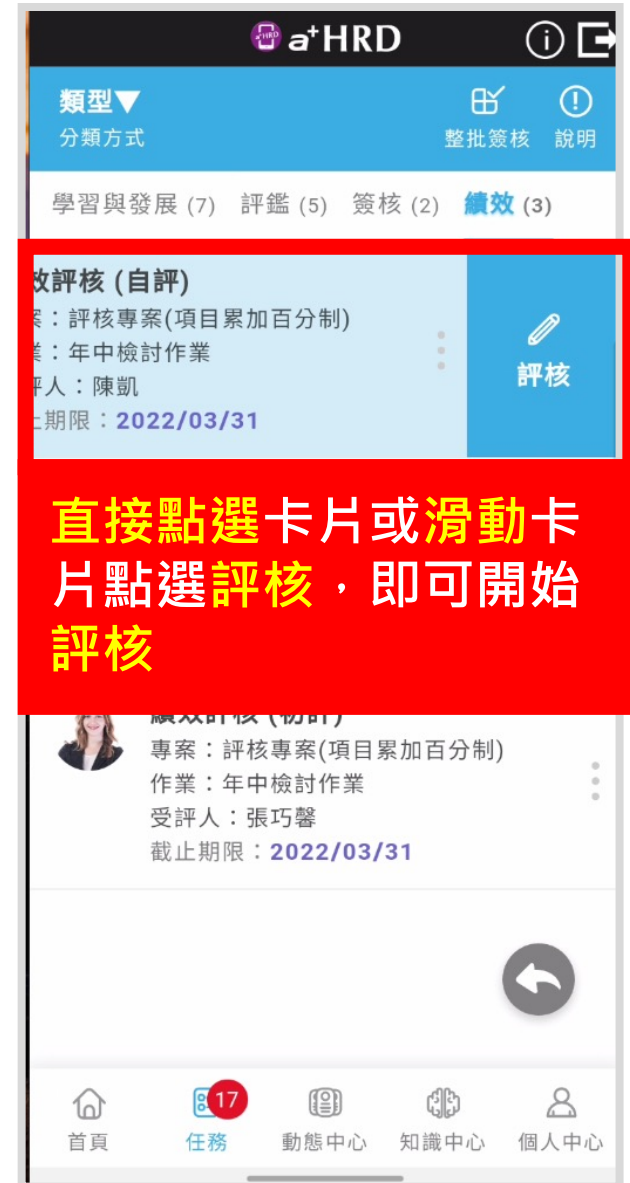 a⁺HRD
類型▼
分類方式
整批簽核 說明
學習與發展 (7) 評鑑 (5) 簽核 (2) 績效 (3)
效評核 (自評)
案：評核專案(項目累加百分制)
業：年中檢討作業
評人：陳凱
止期限：2022/03/31
評核
直接點選卡片或滑動卡
片點選評核，即可開始
評核
績效評核 (初評)
專案：評核專案(項目累加百分制)
作業：年中檢討作業
受評人：張巧馨
截止期限：2022/03/31
17
首頁 任務 動態中心 知識中心 個人中心